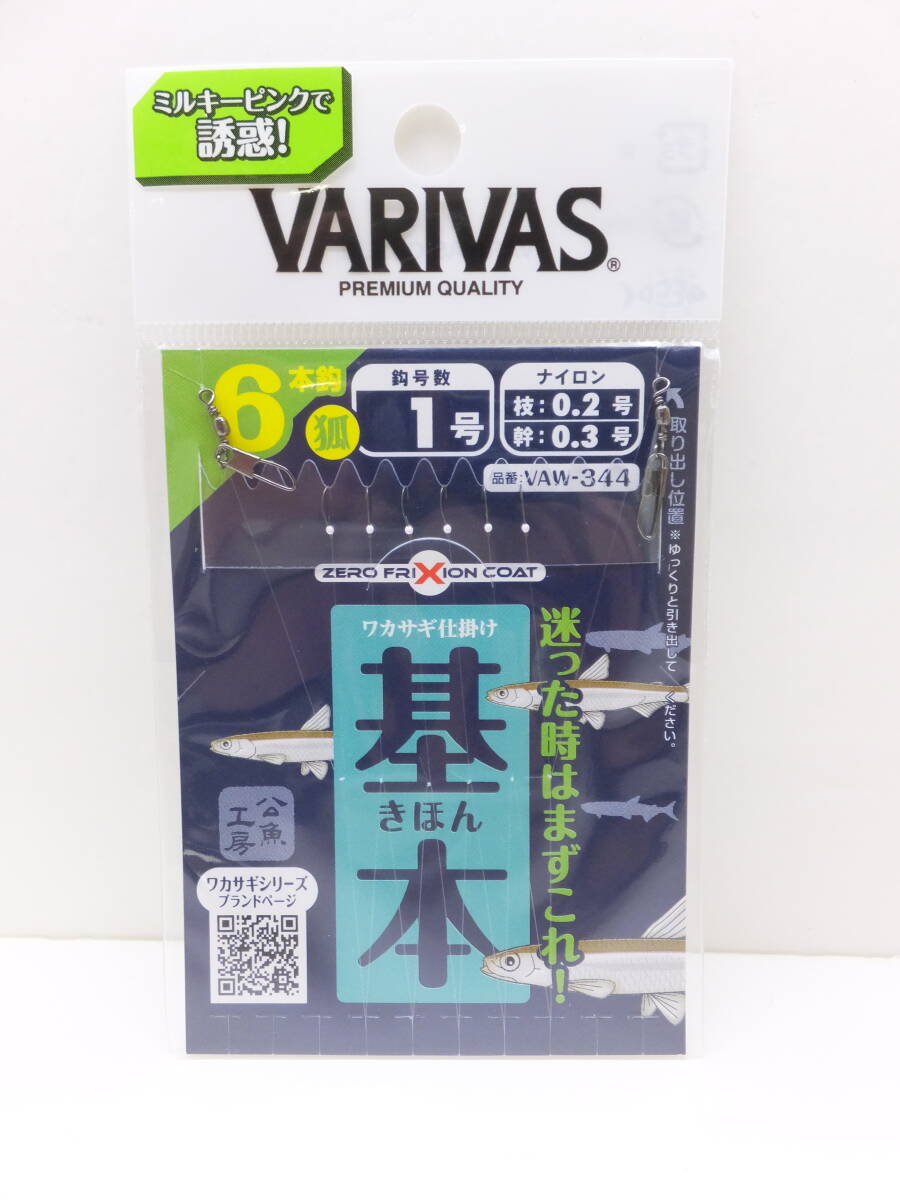 ミルキーピンクで
誘惑!
VARIVAS®
PREMIUM QUALITY
6本鈎
狐
鈎号数
1号
ナイロン
枝:0.2号
幹:0.3号
品番:VAW-344
取り出し位置
※ゆっくりと引き出してください。
ZERO FRIXION COAT
ワカサギ仕掛け
基本
きほん
迷った時はまずこれ!
公魚
工房
ワカサギシリーズ
ブランドページ